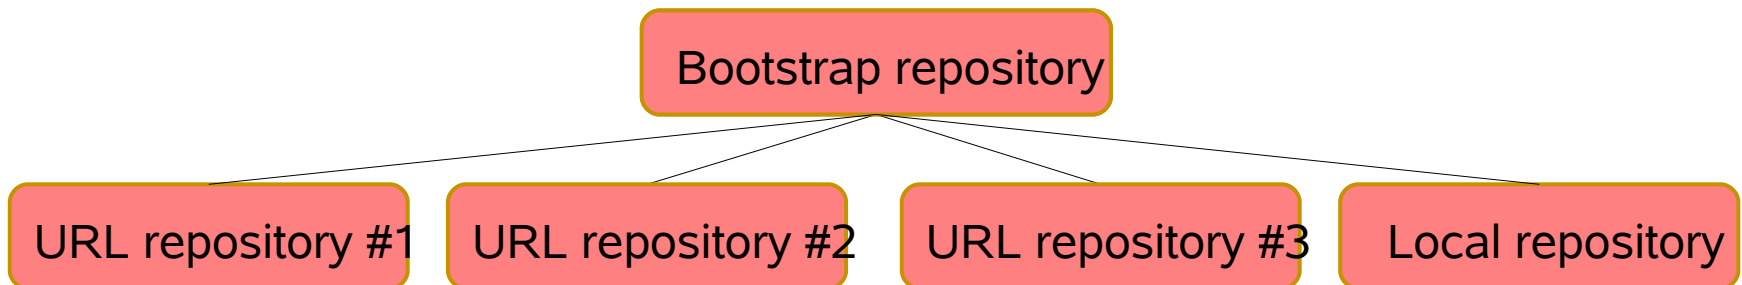 Bootstrap repository
URL repository #1
URL repository #2
URL repository #3
Local repository